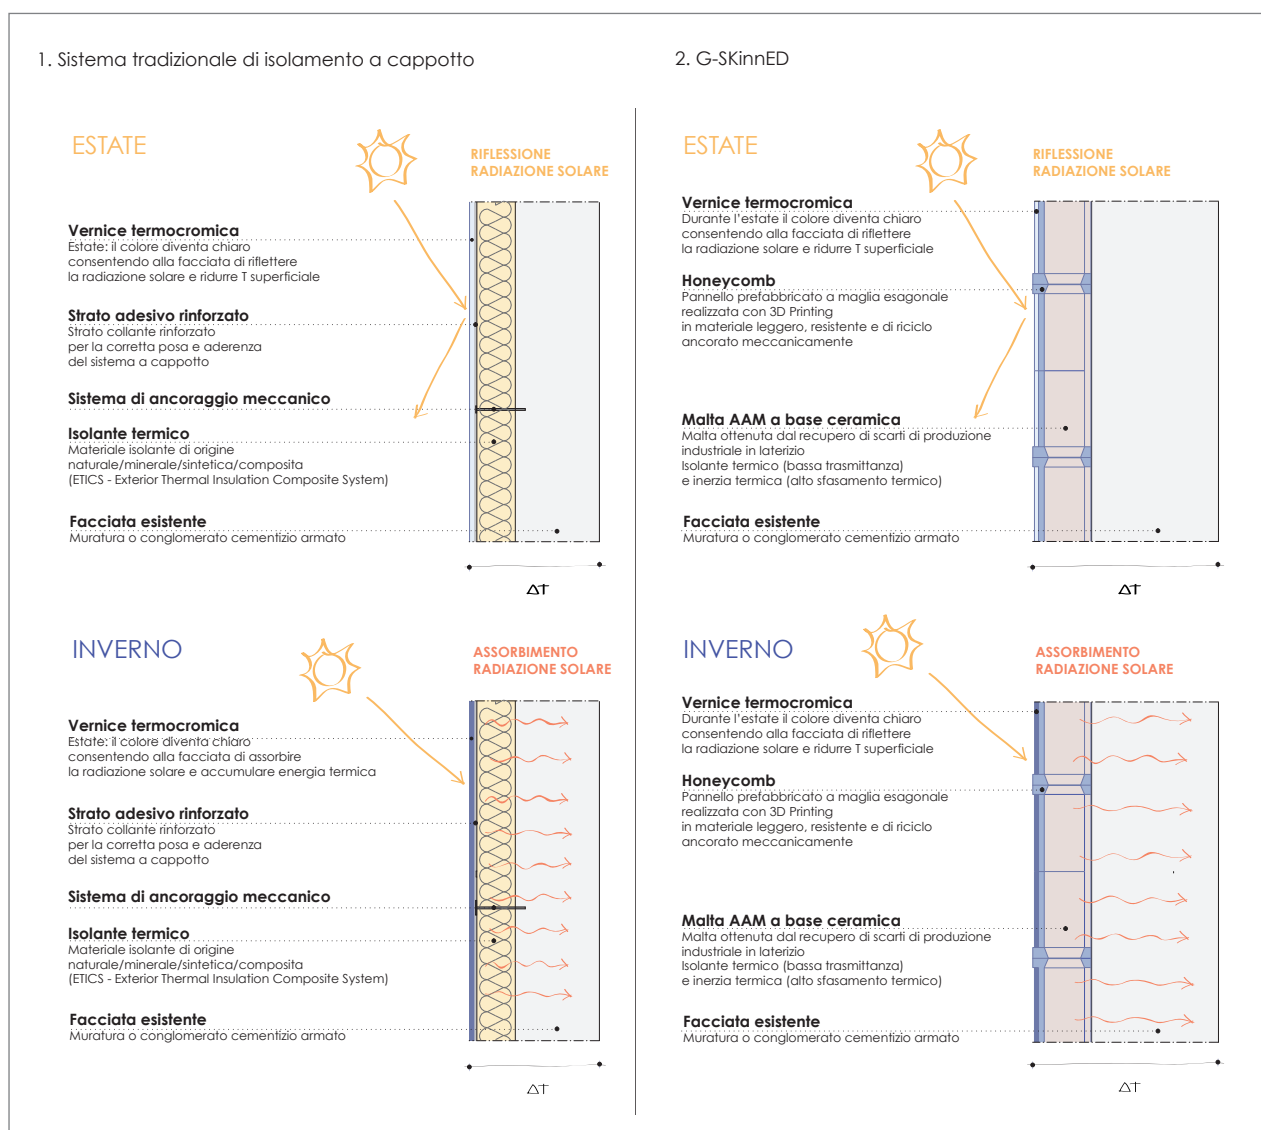 1. Sistema tradizionale di isolamento a cappotto
ESTATE
RIFLESSIONE
RADIAZIONE SOLARE
Vernice termocromica
Estate: il colore diventa chiaro
consentendo alla facciata di riflettere
la radiazione solare e ridurre T superficiale
Strato adesivo rinforzato
Strato collante rinforzato
per la corretta posa e aderenza
del sistema a cappotto
Sistema di ancoraggio meccanico
Isolante termico
Materiale isolante di origine
naturale/minerale/sintetica/composita
(ETICS - Exterior Thermal Insulation Composite System)
Facciata esistente
Muratura o conglomerato cementizio armato
ΔT
INVERNO
ASSORBIMENTO
RADIAZIONE SOLARE
Vernice termocromica
Estate: il colore diventa chiaro
consentendo alla facciata di assorbire
la radiazione solare e accumulare energia termica
Strato adesivo rinforzato
Strato collante rinforzato
per la corretta posa e aderenza
del sistema a cappotto
Sistema di ancoraggio meccanico
Isolante termico
Materiale isolante di origine
naturale/minerale/sintetica/composita
(ETICS - Exterior Thermal Insulation Composite System)
Facciata esistente
Muratura o conglomerato cementizio armato
ΔT
2. G-SKinnED
ESTATE
RIFLESSIONE
RADIAZIONE SOLARE
Vernice termocromica
Durante l'estate il colore diventa chiaro
consentendo alla facciata di riflettere
la radiazione solare e ridurre T superficiale
Honeycomb
Pannello prefabbricato a maglia esagonale
realizzata con 3D Printing
in materiale leggero, resistente e di riciclo
ancorato meccanicamente
Malta AAM a base ceramica
Malta ottenuta dal recupero di scarti di produzione
industriale in laterizio
Isolante termico (bassa trasmittanza)
e inerzia termica (alto sfasamento termico)
Facciata esistente
Muratura o conglomerato cementizio armato
ΔT
INVERNO
ASSORBIMENTO
RADIAZIONE SOLARE
Vernice termocromica
Durante l'estate il colore diventa chiaro
consentendo alla facciata di riflettere
la radiazione solare e ridurre T superficiale
Honeycomb
Pannello prefabbricato a maglia esagonale
realizzata con 3D Printing
in materiale leggero, resistente e di riciclo
ancorato meccanicamente
Malta AAM a base ceramica
Malta ottenuta dal recupero di scarti di produzione
industriale in laterizio
Isolante termico (bassa trasmittanza)
e inerzia termica (alto sfasamento termico)
Facciata esistente
Muratura o conglomerato cementizio armato
ΔT